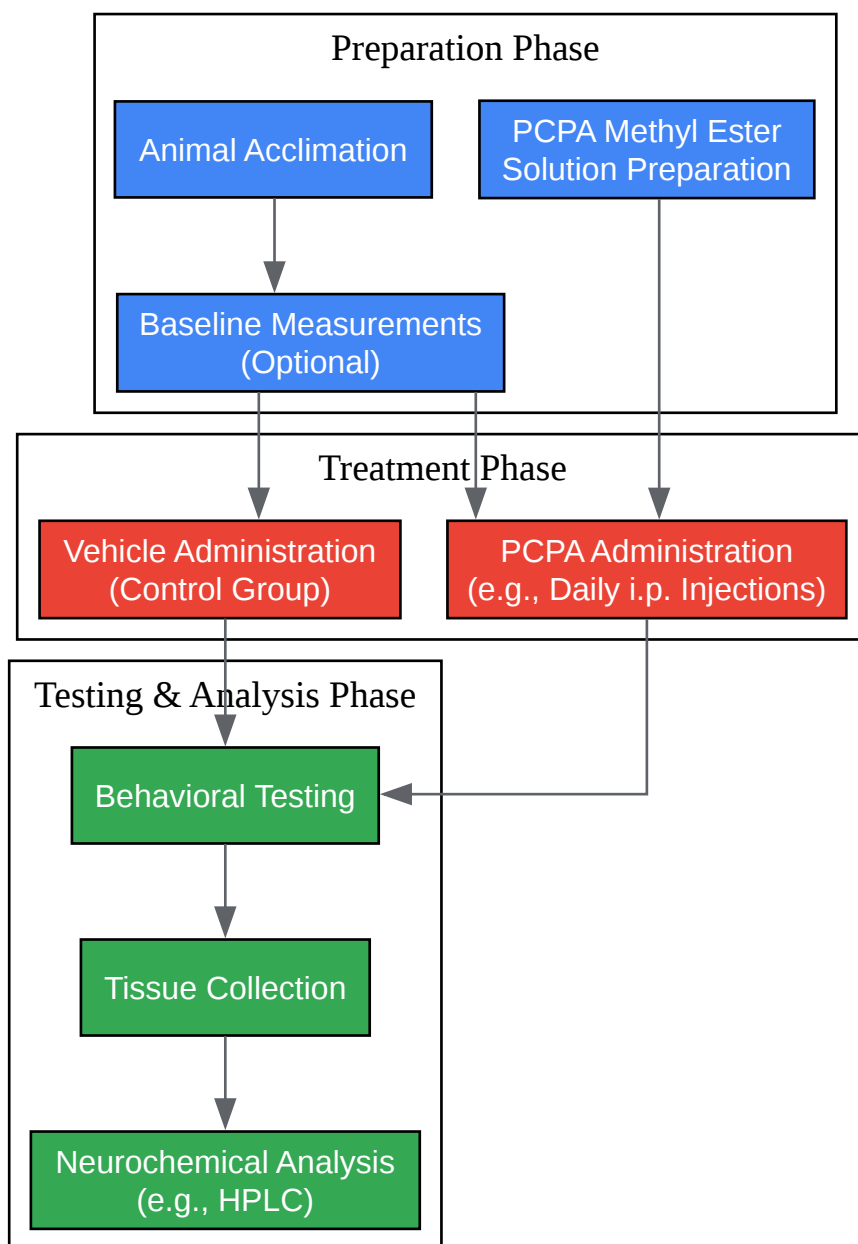 Preparation Phase
Animal Acclimation
PCPA Methyl Ester
Solution Preparation
Baseline Measurements
(Optional)
Treatment Phase
Vehicle Administration
(Control Group)
PCPA Administration
(e.g., Daily i.p. Injections)
Testing & Analysis Phase
Behavioral Testing
Tissue Collection
Neurochemical Analysis
(e.g., HPLC)